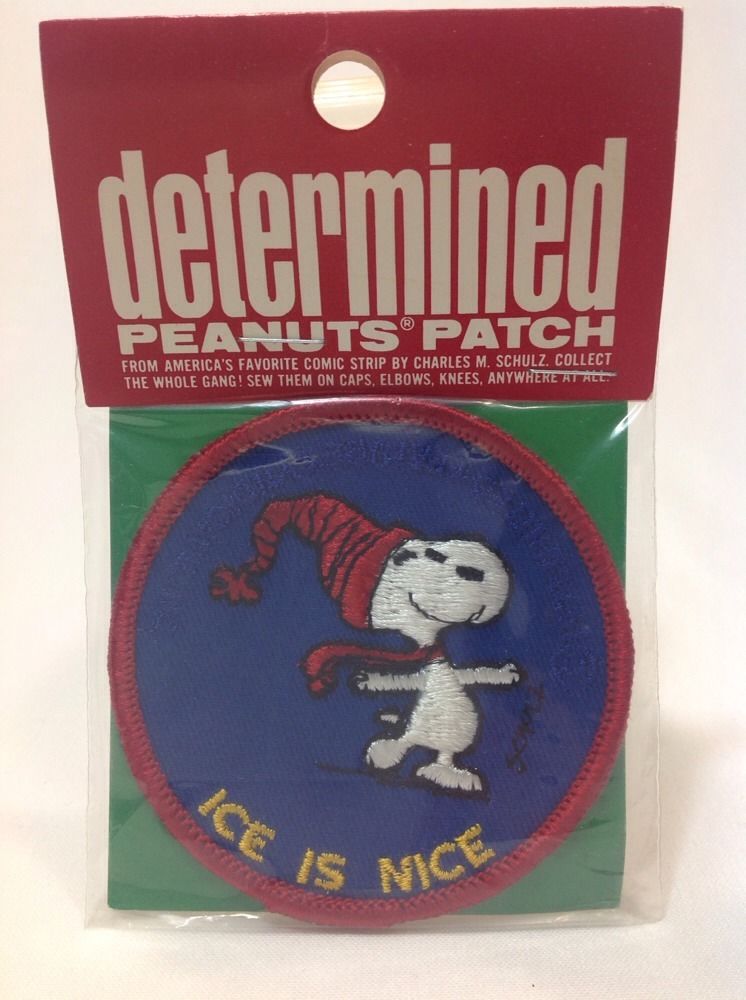 determined
PEANUTS® PATCH
FROM AMERICA'S FAVORITE COMIC STRIP BY CHARLES M. SCHULZ. COLLECT
THE WHOLE GANG! SEW THEM ON CAPS, ELBOWS, KNEES, ANYWHERE AT ALL.
SCHULZ
ICE IS NICE